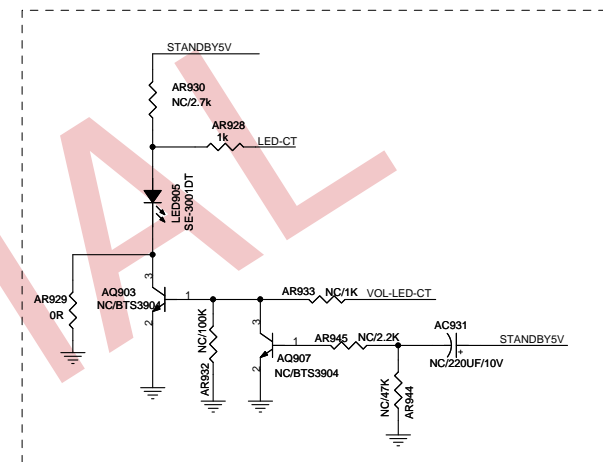 STANDBY5V
AR930
NC/2.7k
AR928
1k
LED-CT
LED905
SE-3001DT
3
AR929
0R
AQ903
NC/BTS3904
1
2
AR933
NC/1K
VOL-LED-CT
NC/100K
AR932
3
1
2
AQ907
NC/BTS3904
AR945
NC/2.2K
AC931
+
NC/220UF/10V
STANDBY5V
NC/47K
AR944
IAL